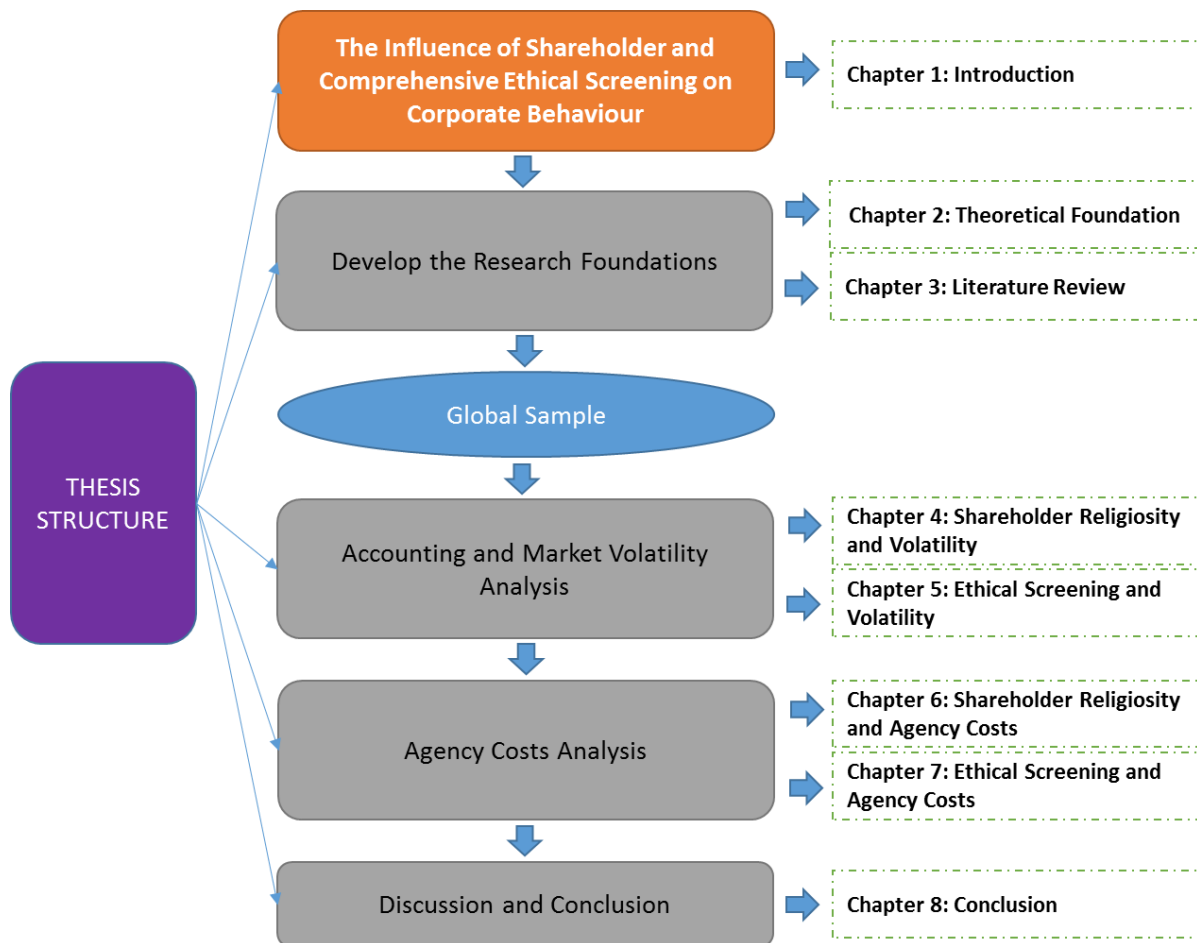 The Influence of Shareholder and
Comprehensive Ethical Screening on
Corporate Behaviour
Chapter 1: Introduction
Develop the Research Foundations
Chapter 2: Theoretical Foundation
Chapter 3: Literature Review
Global Sample
THESIS
STRUCTURE
Accounting and Market Volatility
Analysis
Chapter 4: Shareholder Religiosity
and Volatility
Chapter 5: Ethical Screening and
Volatility
Agency Costs Analysis
Chapter 6: Shareholder Religiosity
and Agency Costs
Chapter 7: Ethical Screening and
Agency Costs
Discussion and Conclusion
Chapter 8: Conclusion